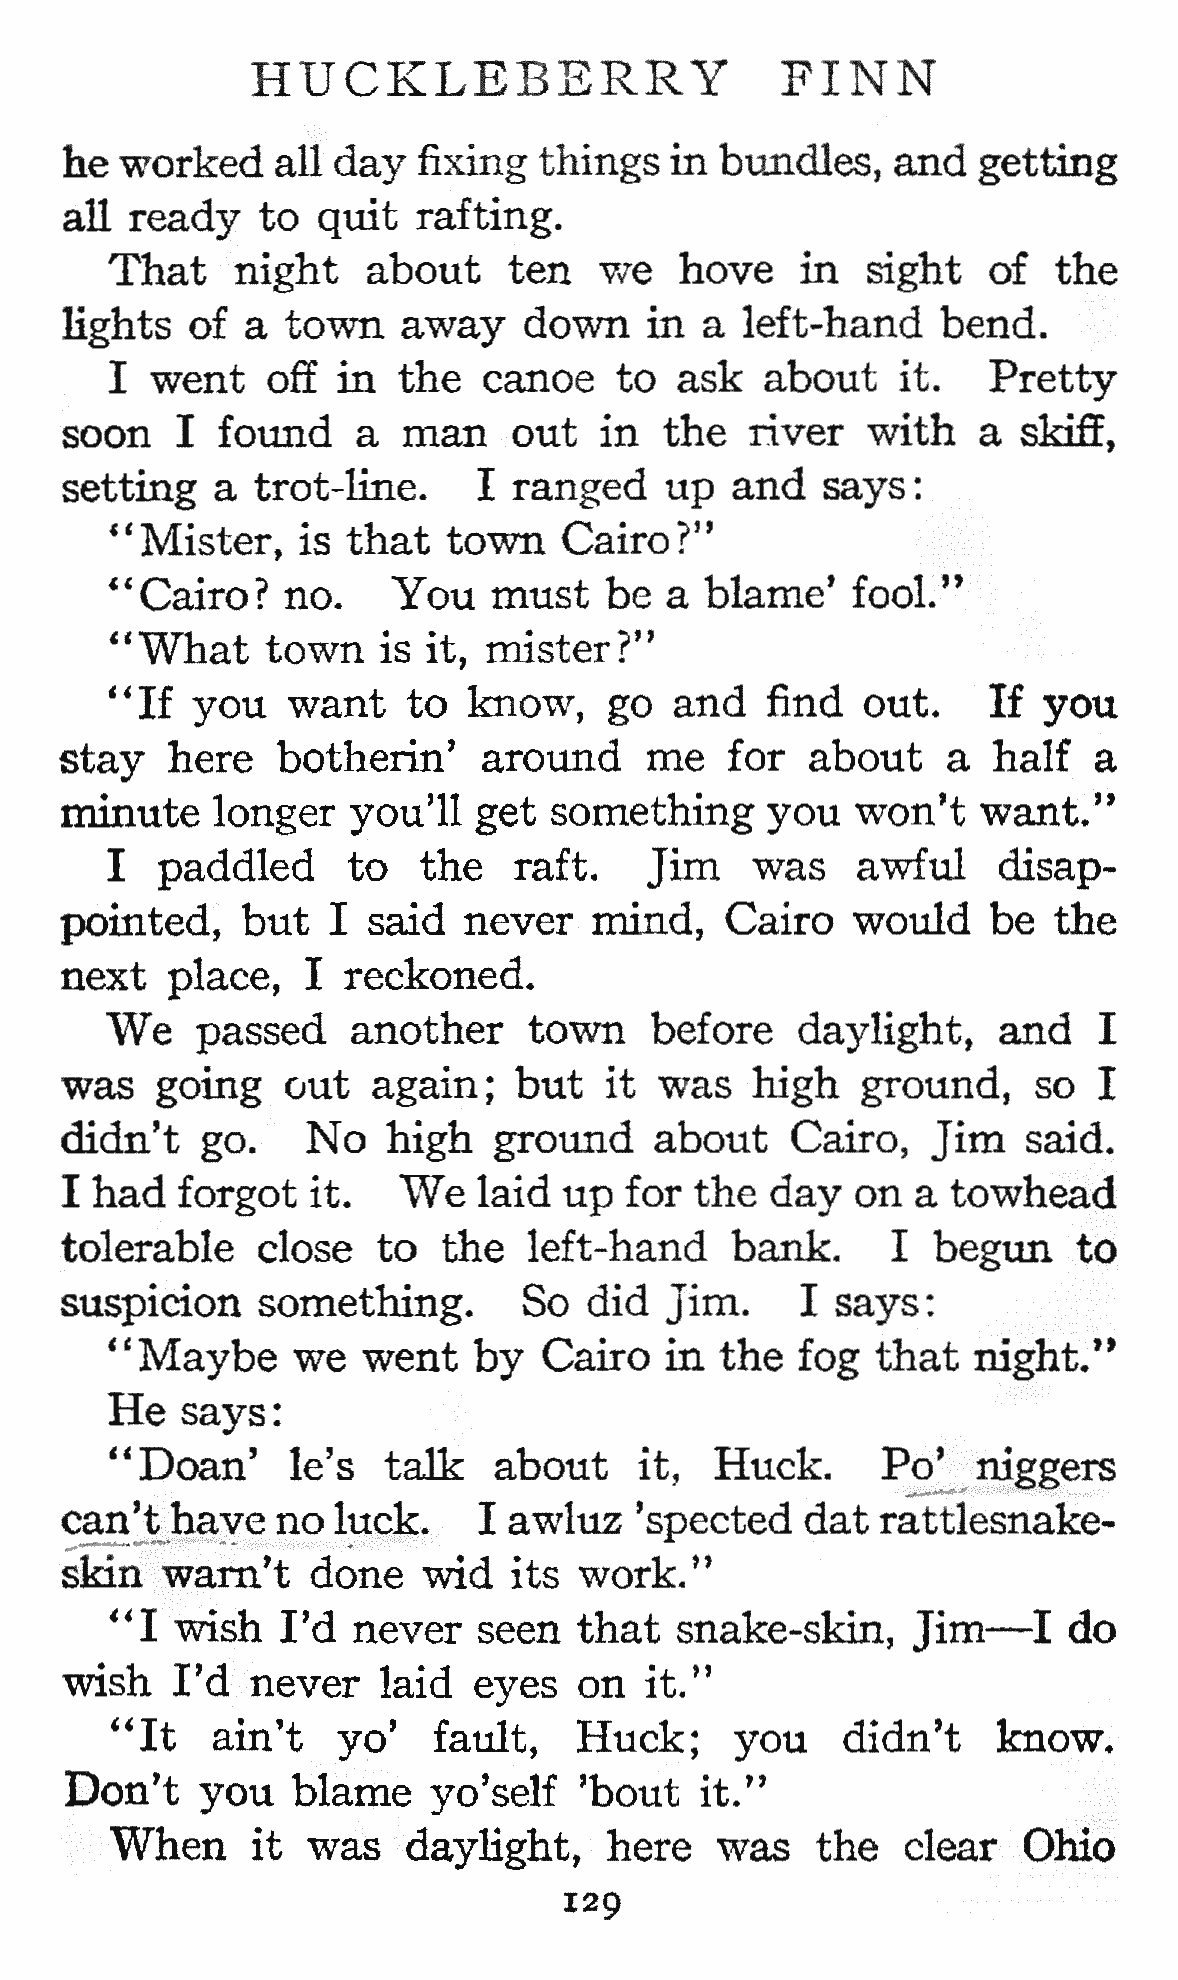 HUCKLEBERRY FINN
he worked all day fixing things in bundles, and getting
all ready to quit rafting.
That night about ten we hove in sight of the
lights of a town away down in a left-hand bend.
I went off in the canoe to ask about it. Pretty
soon I found a man out in the river with a skiff,
setting a trot-line. I ranged up and says:
“Mister, is that town Cairo?”
“Cairo? no. You must be a blame’ fool.”
“What town is it, mister?”
“If you want to know, go and find out. If you
stay here botherin’ around me for about a half a
minute longer you’ll get something you won’t want.”
I paddled to the raft. Jim was awful disap-
pointed, but I said never mind, Cairo would be the
next place, I reckoned.
We passed another town before daylight, and I
was going out again; but it was high ground, so I
didn’t go. No high ground about Cairo, Jim said.
I had forgot it. We laid up for the day on a towhead
tolerable close to the left-hand bank. I begun to
suspicion something. So did Jim. I says:
“Maybe we went by Cairo in the fog that night.”
He says:
“Doan’ le’s talk about it, Huck. Po’ niggers
can’t have no luck. I awluz ’spected dat rattlesnake-
skin warn’t done wid its work.”
“I wish I’d never seen that snake-skin, Jim—I do
wish I’d never laid eyes on it.”
“It ain’t yo’ fault, Huck; you didn’t know.
Don’t you blame yo’self ’bout it.”
When it was daylight, here was the clear Ohio
129